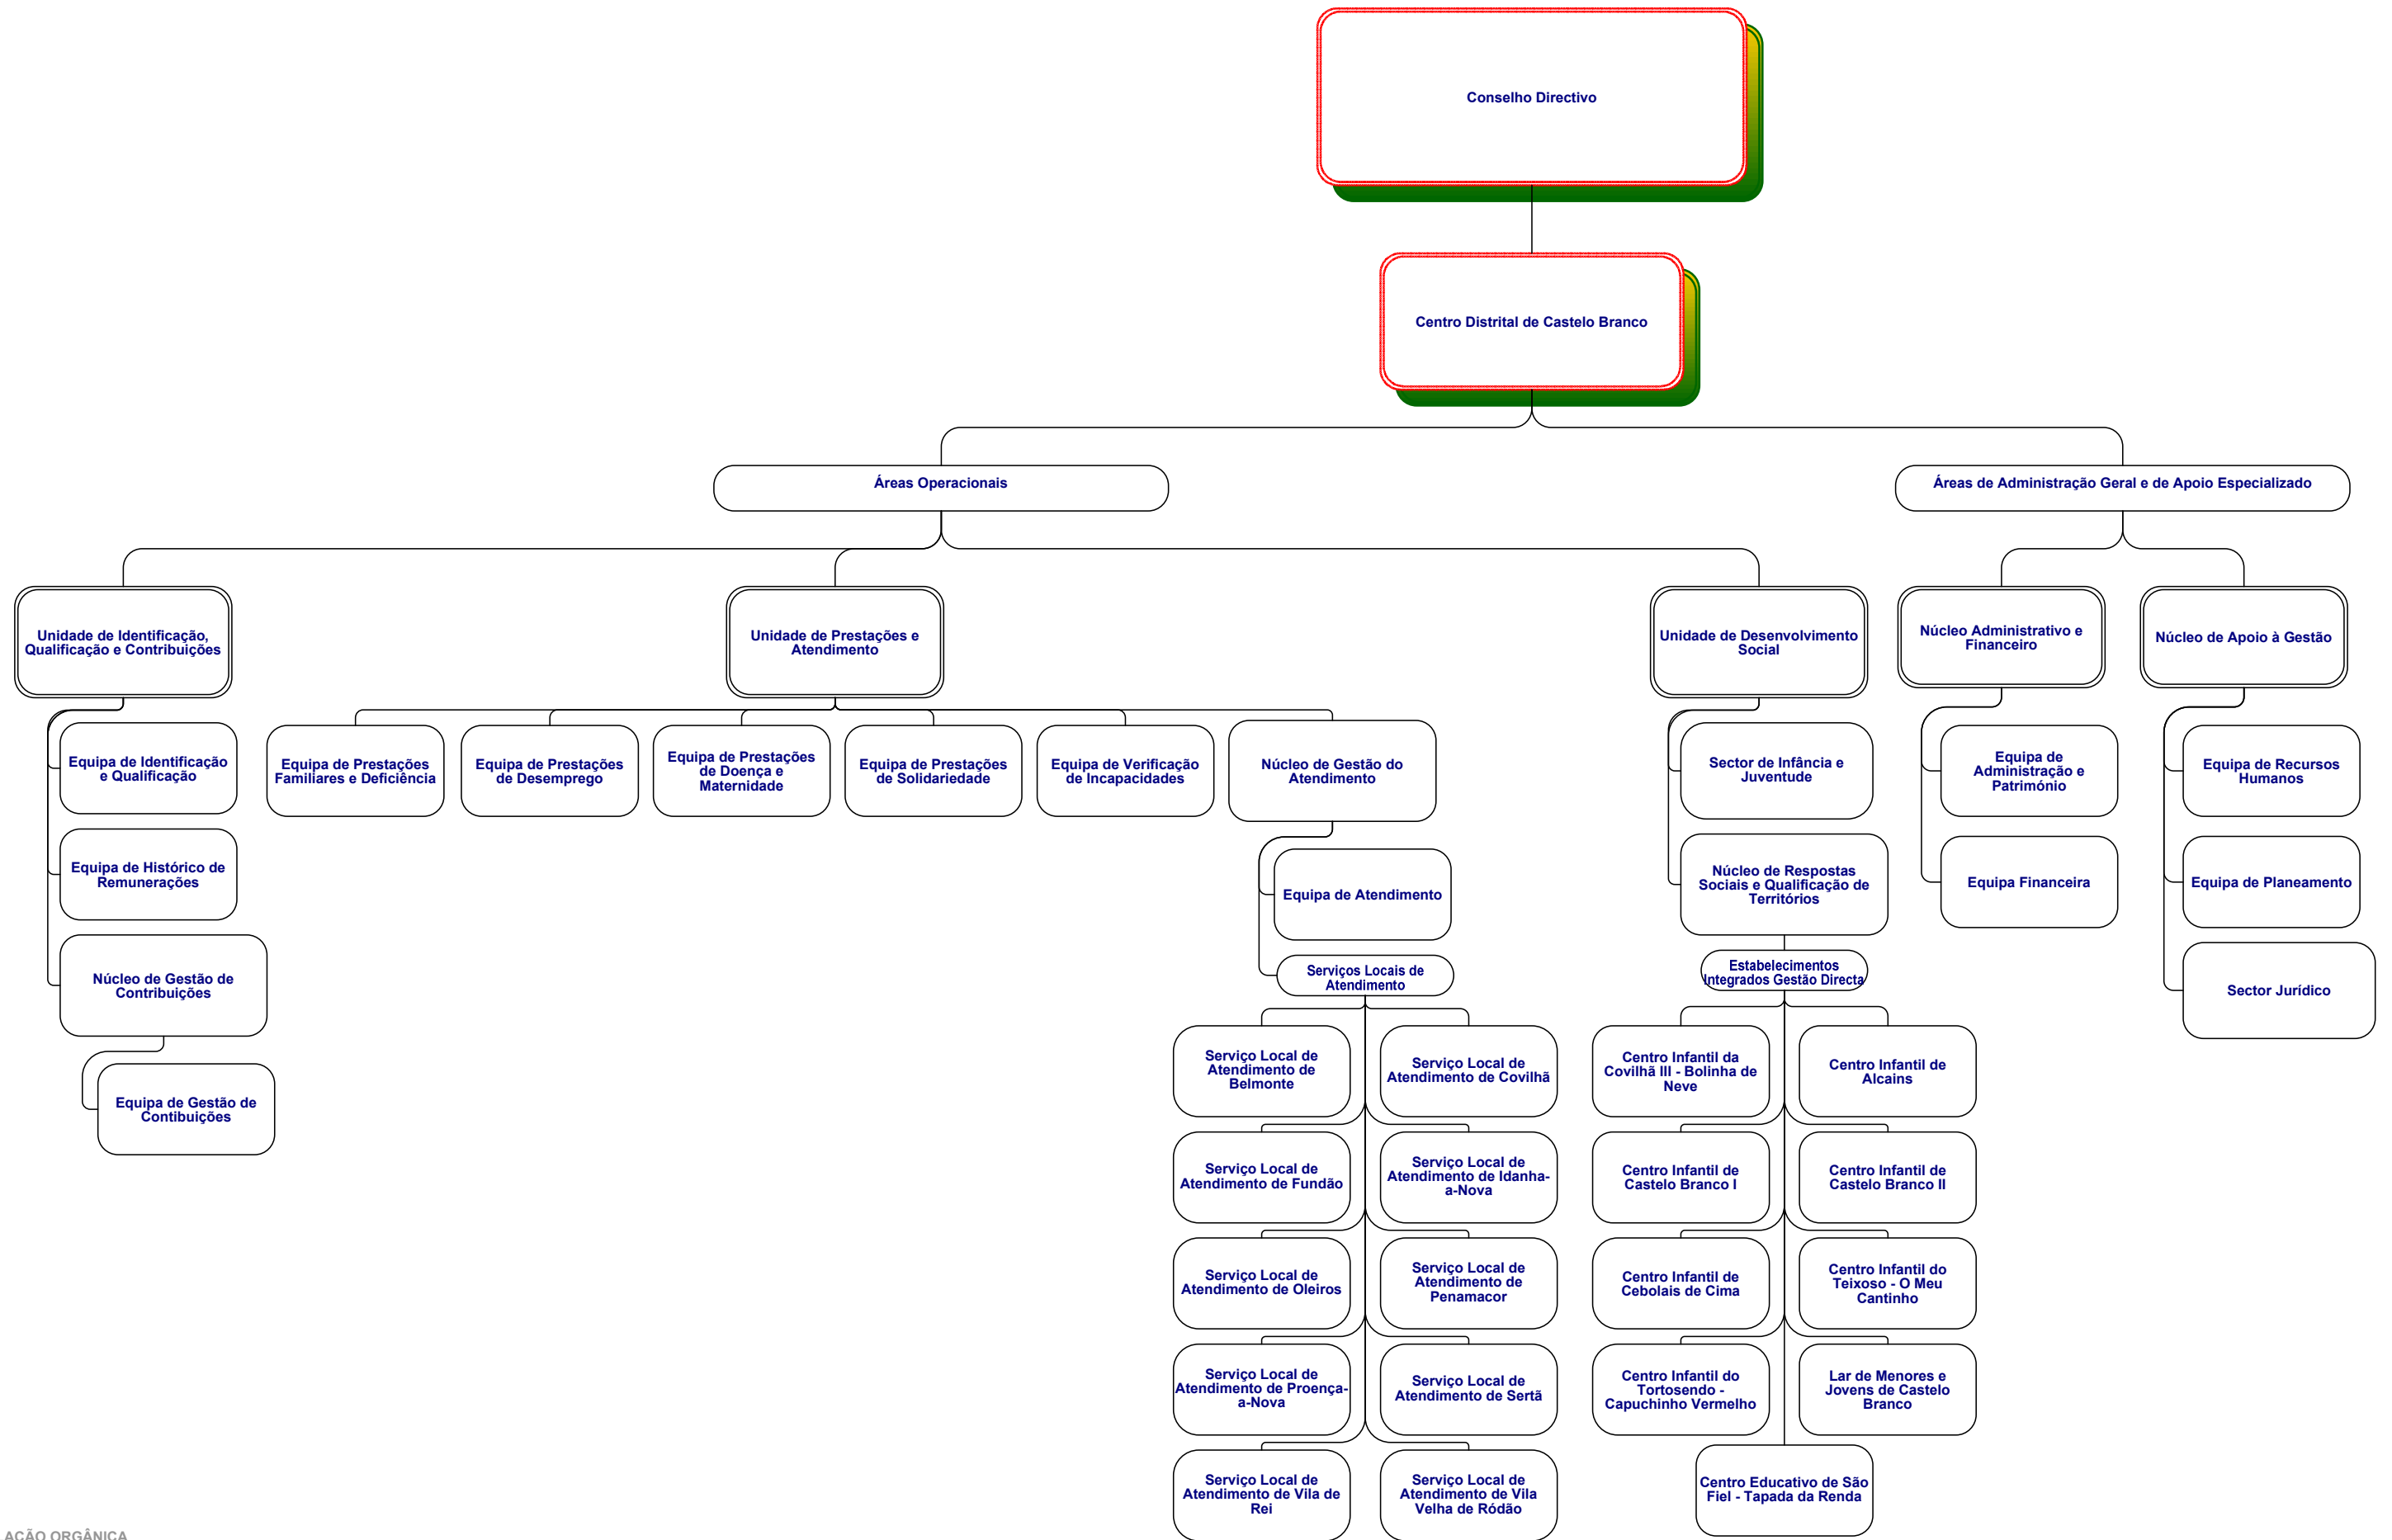 Conselho Directivo
Centro Distrital de Castelo Branco
Áreas Operacionais
Áreas de Administração Geral e de Apoio Especializado
Unidade de Identificação,
Qualificação e Contribuições
Unidade de Prestações e
Atendimento
Unidade de Desenvolvimento
Social
Núcleo Administrativo e
Financeiro
Núcleo de Apoio à Gestão
Equipa de Identificação
e Qualificação
Equipa de Prestações
Familiares e Deficiência
Equipa de Prestações
de Desemprego
Equipa de Prestações
de Doença e
Maternidade
Equipa de Prestações
de Solidariedade
Equipa de Verificação
de Incapacidades
Núcleo de Gestão do
Atendimento
Sector de Infância e
Juventude
Equipa de
Administração e
Património
Equipa de Recursos
Humanos
Equipa de Histórico de
Remunerações
Equipa de Atendimento
Núcleo de Respostas
Sociais e Qualificação de
Territórios
Equipa Financeira
Equipa de Planeamento
Núcleo de Gestão de
Contribuições
Serviços Locais de
Atendimento
Estabelecimentos
Integrados Gestão Directa
Sector Jurídico
Equipa de Gestão de
Contibuições
Serviço Local de
Atendimento de
Belmonte
Serviço Local de
Atendimento de Covilhã
Centro Infantil da
Covilhã III - Bolinha de
Neve
Centro Infantil de
Alcains
Serviço Local de
Atendimento de Fundão
Serviço Local de
Atendimento de Idanha-
a-Nova
Centro Infantil de
Castelo Branco I
Centro Infantil de
Castelo Branco II
Serviço Local de
Atendimento de Oleiros
Serviço Local de
Atendimento de
Penamacor
Centro Infantil de
Cebolais de Cima
Centro Infantil do
Teixoso - O Meu
Cantinho
Serviço Local de
Atendimento de Proença-
a-Nova
Serviço Local de
Atendimento de Sertã
Centro Infantil do
Tortosendo -
Capuchinho Vermelho
Lar de Menores e
Jovens de Castelo
Branco
Serviço Local de
Atendimento de Vila de
Rei
Serviço Local de
Atendimento de Vila
Velha de Ródão
Centro Educativo de São
Fiel - Tapada da Renda
AÇÃO ORGÂNICA